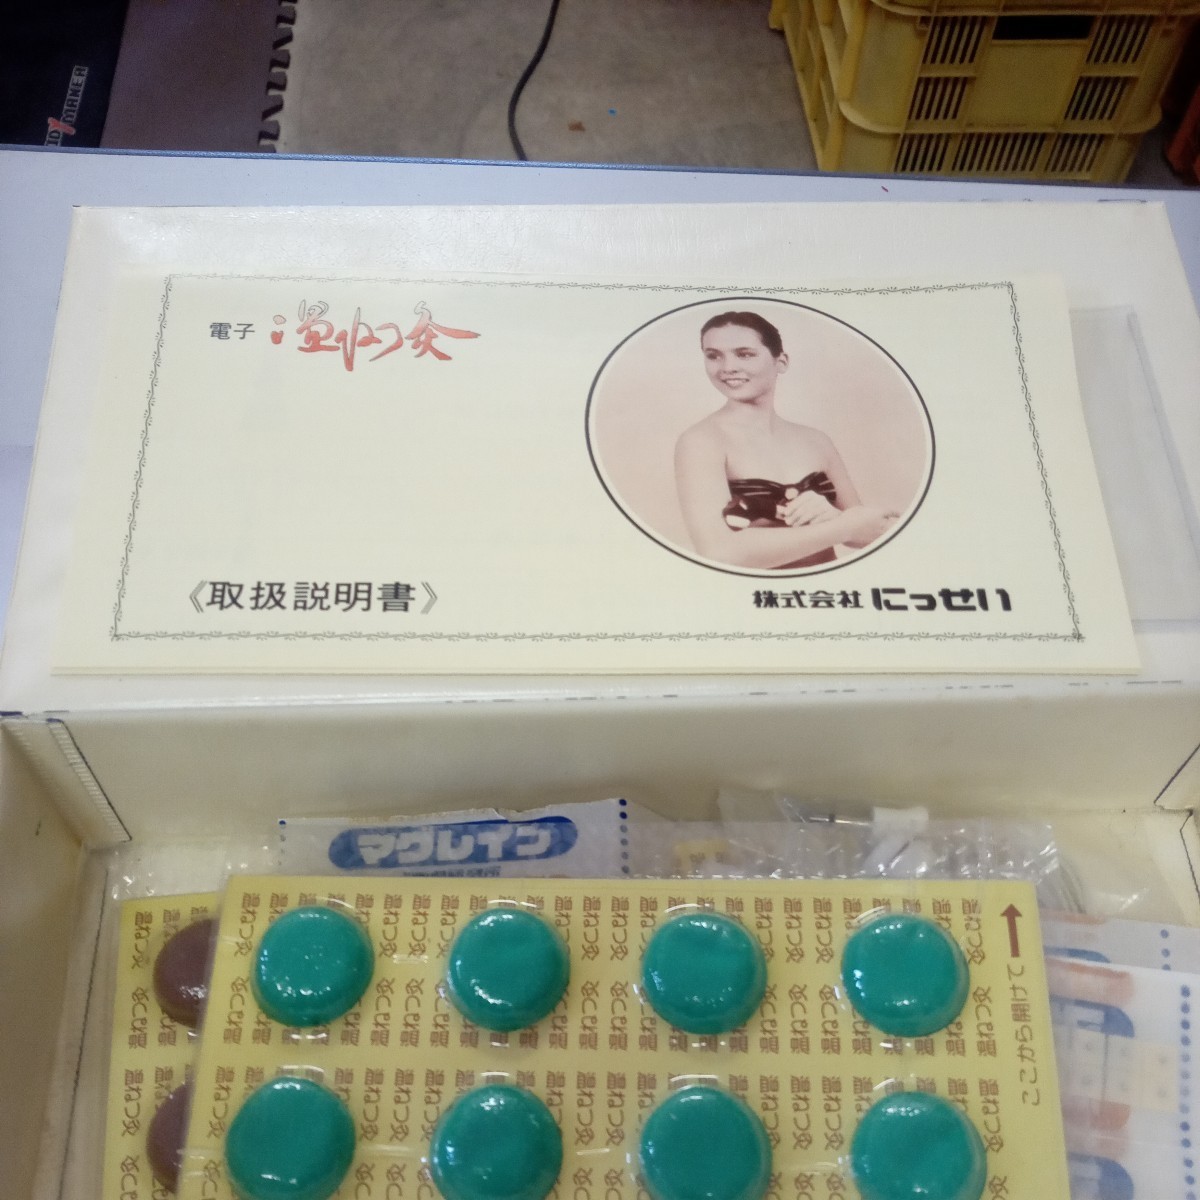 電子 温ねつ灸
《取扱説明書》
株式会社 にっせい
マグレイン
温ねつ灸
ここから開けて